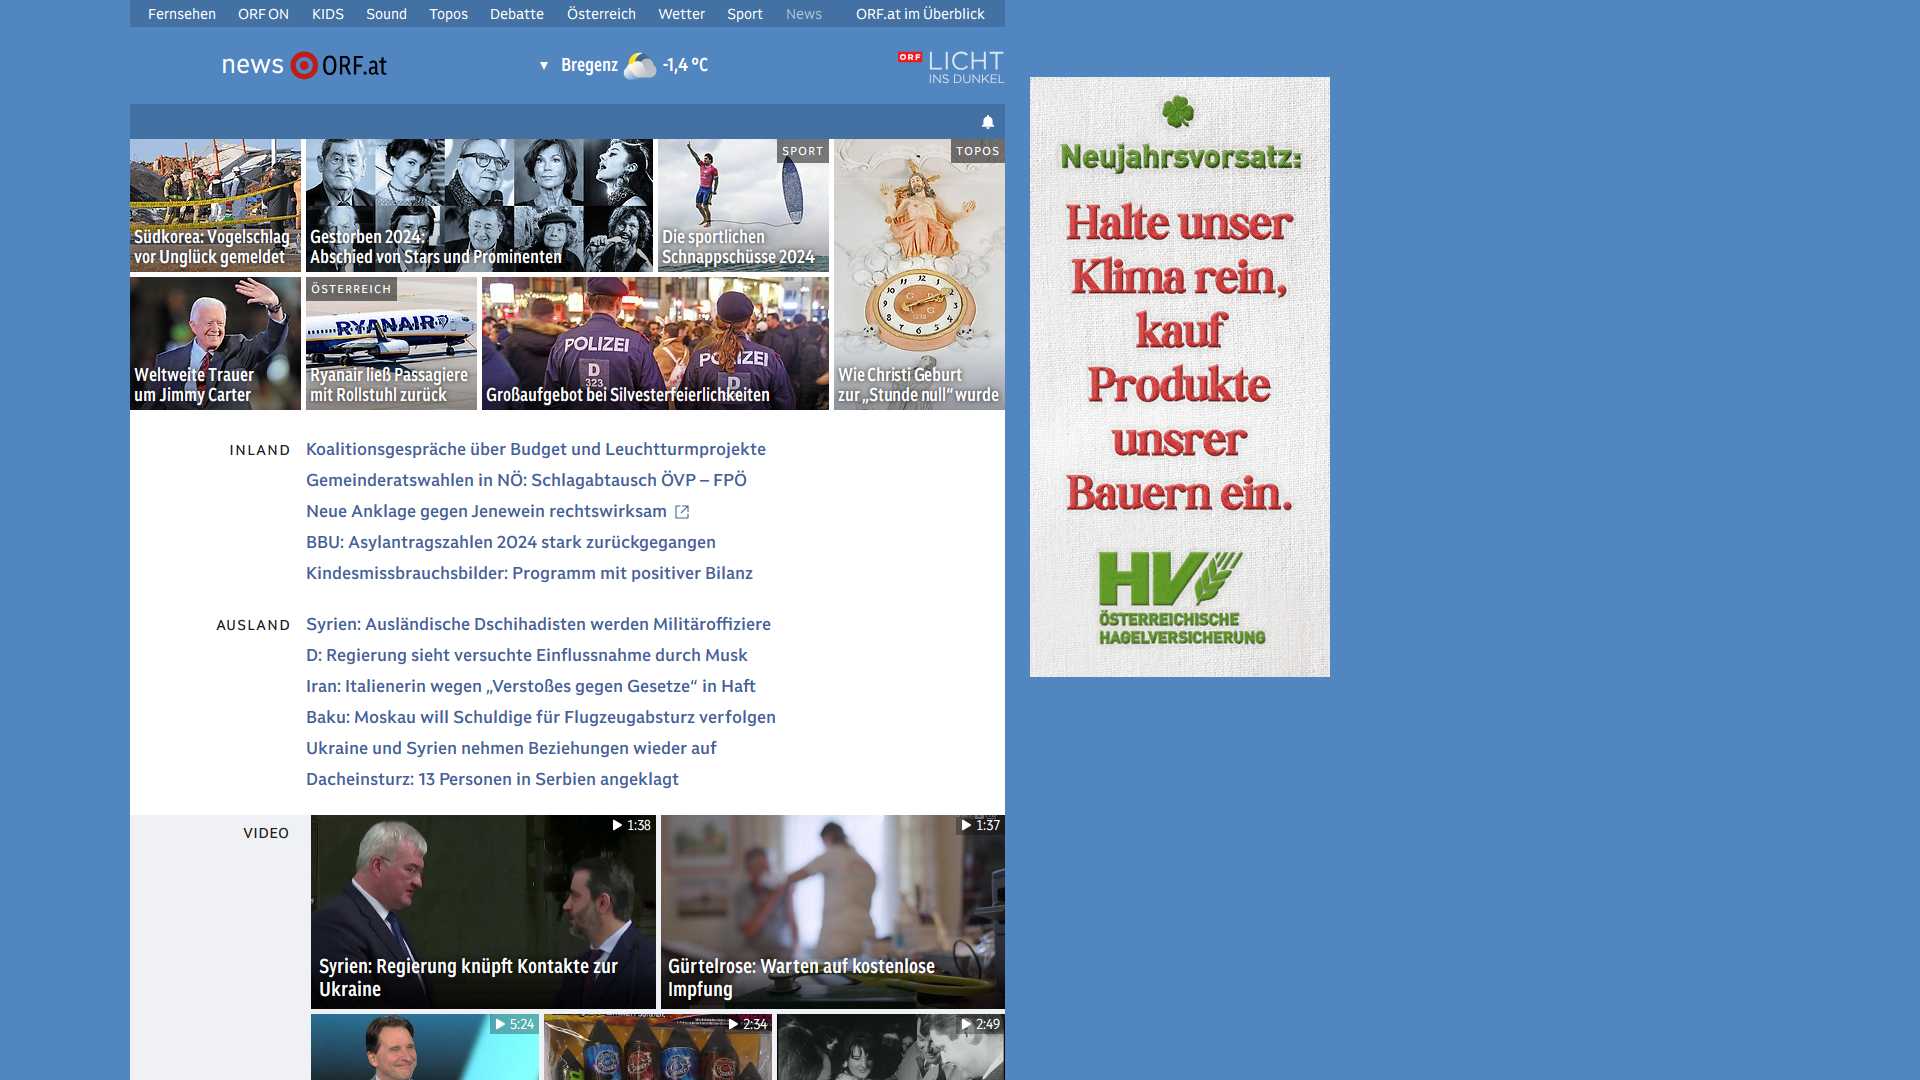 Fernsehen ORF ON KIDS Sound Topos Debatte Österreich Wetter Sport News ORF.at im Überblick
news ORF.at
▼ Bregenz -1,4 °C
ORF LICHT
INS DUNKEL
Südkorea: Vogelschlag
vor Unglück gemeldet
Gestorben 2024:
Abschied von Stars und Prominenten
SPORT
Die sportlichen
Schnappschüsse 2024
TOPOS
Wie Christi Geburt
zur „Stunde null“ wurde
Weltweite Trauer
um Jimmy Carter
ÖSTERREICH
RYANAIR
Ryanair ließ Passagiere
mit Rollstuhl zurück
POLIZEI
D
323
POLIZEI
D
Großaufgebot bei Silvesterfeierlichkeiten
INLAND
Koalitionsgespräche über Budget und Leuchtturmprojekte
Gemeinderatswahlen in NÖ: Schlagabtausch ÖVP – FPÖ
Neue Anklage gegen Jenewein rechtswirksam
BBU: Asylantragszahlen 2024 stark zurückgegangen
Kindesmissbrauchsbilder: Programm mit positiver Bilanz
AUSLAND
Syrien: Ausländische Dschihadisten werden Militäroffiziere
D: Regierung sieht versuchte Einflussnahme durch Musk
Iran: Italienerin wegen „Verstoßes gegen Gesetze“ in Haft
Baku: Moskau will Schuldige für Flugzeugabsturz verfolgen
Ukraine und Syrien nehmen Beziehungen wieder auf
Dacheinsturz: 13 Personen in Serbien angeklagt
VIDEO
1:38
Syrien: Regierung knüpft Kontakte zur
Ukraine
1:37
Gürtelrose: Warten auf kostenlose
Impfung
5:24
2:34
2:49
Neujahrsvorsatz:
Halte unser
Klima rein,
kauf
Produkte
unsrer
Bauern ein.
HV
ÖSTERREICHISCHE
HAGELVERSICHERUNG